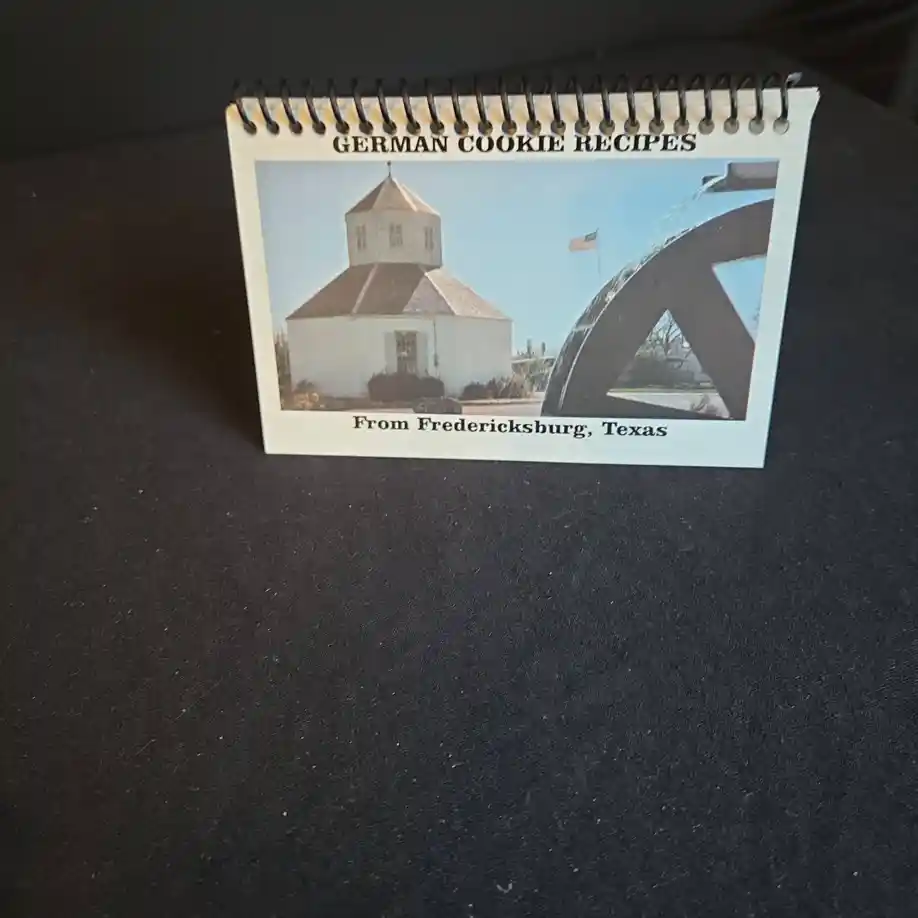 GERMAN COOKIE RECIPES
From Fredericksburg, Texas